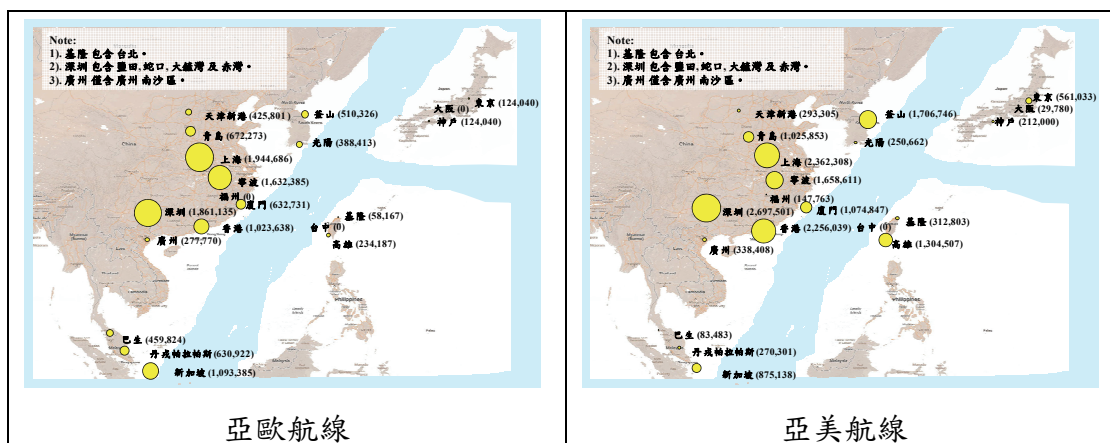 Note:
1). 基隆包含台北。
2). 深圳包含鹽田, 蛇口, 大鏟灣及赤灣。
3). 廣州僅含廣州南沙區。
天津新港 (425,801)
釜山 (510,326)
東京 (124,040)
大阪 (0)
神戶 (124,040)
青島 (672,273)
光陽 (388,413)
上海 (1,944,686)
寧波 (1,632,385)
福州 (0)
廈門 (632,731)
深圳 (1,861,135)
基隆 (58,167)
香港 (1,023,638)
台中 (0)
廣州 (277,770)
高雄 (234,187)
巴生 (459,824)
丹戎帕拉帕斯 (630,922)
新加坡 (1,093,385)
China
Japan
Philippines
Malaysia
亞歐航線
Note:
1). 基隆包含台北。
2). 深圳包含鹽田, 蛇口, 大鏟灣及赤灣。
3). 廣州僅含廣州南沙區。
東京 (561,033)
大阪 (29,780)
神戶 (212,000)
天津新港 (293,305)
釜山 (1,706,746)
青島 (1,025,853)
光陽 (250,662)
上海 (2,362,308)
寧波 (1,658,611)
福州 (147,763)
深圳 (2,697,501)
廈門 (1,074,847)
基隆 (312,803)
香港 (2,256,039)
台中 (0)
廣州 (338,408)
高雄 (1,304,507)
巴生 (83,483)
丹戎帕拉帕斯 (270,301)
新加坡 (875,138)
China
Japan
Philippines
Malaysia
亞美航線